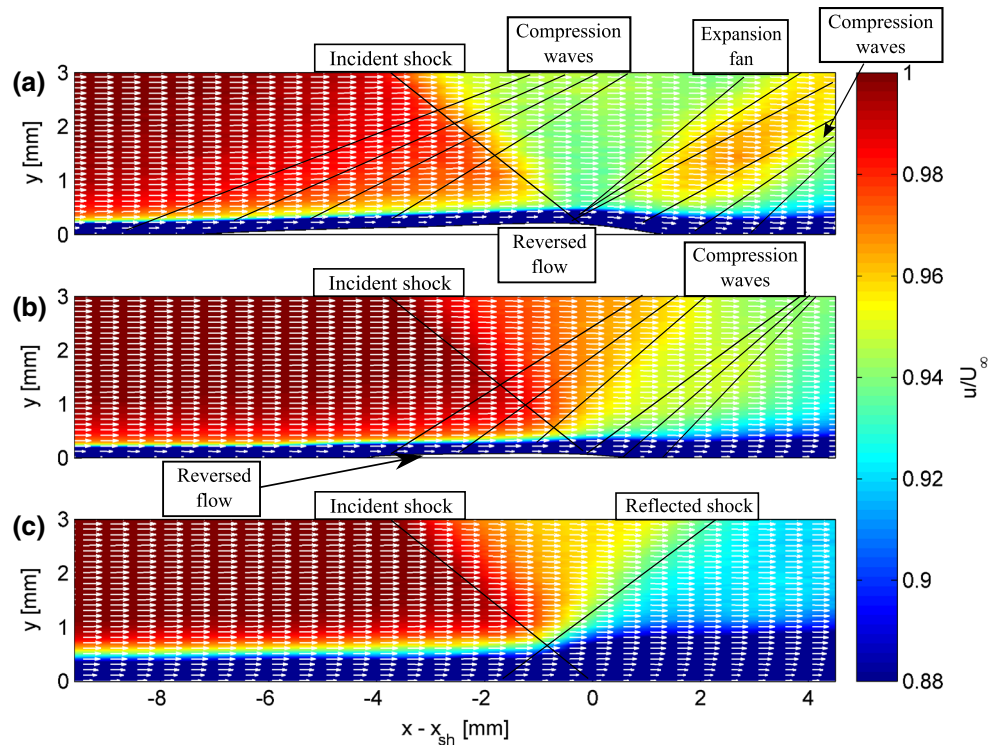 Compression
waves
Expansion
fan
Compression
waves
Incident shock
(a)
3
2
1
0
y [mm]
Reversed
flow
Compression
waves
Incident shock
(b)
3
2
1
0
y [mm]
Reversed
flow
Incident shock
Reflected shock
(c)
3
2
1
0
y [mm]
-8
-6
-4
-2
0
2
4
x - x_sh [mm]
1
0.98
0.96
0.94
0.92
0.9
0.88
u/U∞